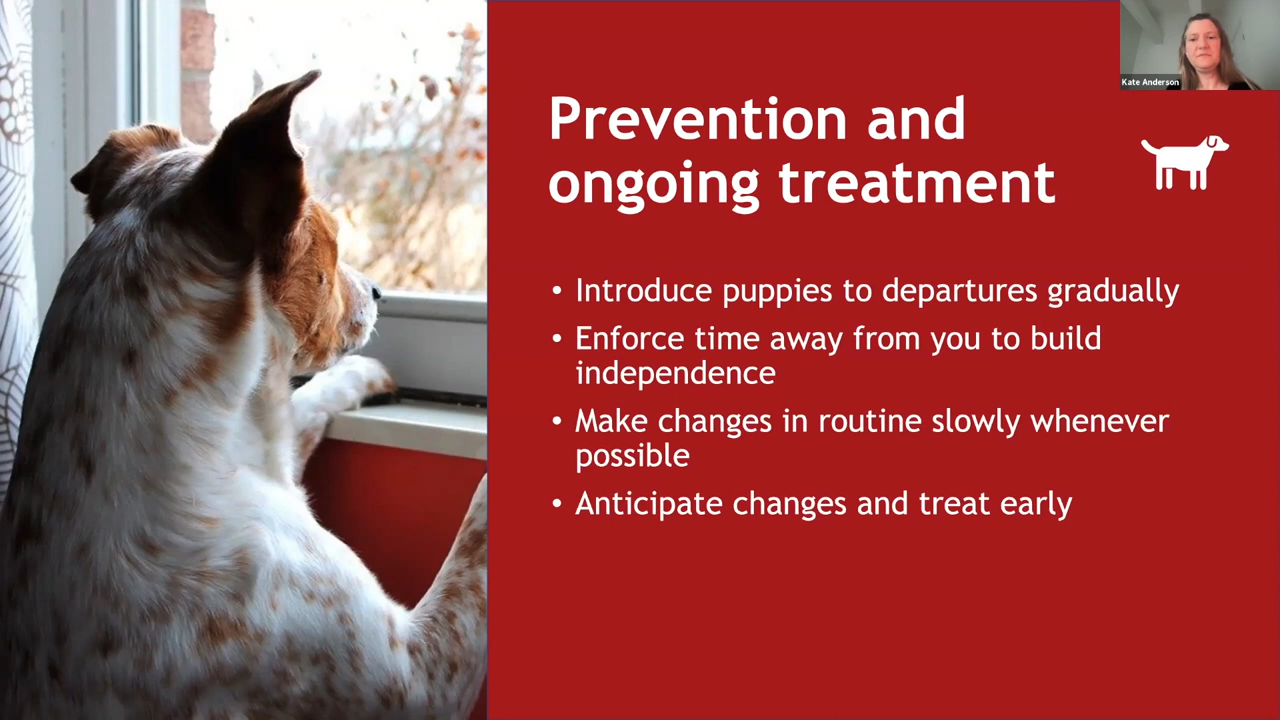 Kate Anderson
Prevention and
ongoing treatment
• Introduce puppies to departures gradually
• Enforce time away from you to build
independence
• Make changes in routine slowly whenever
possible
• Anticipate changes and treat early